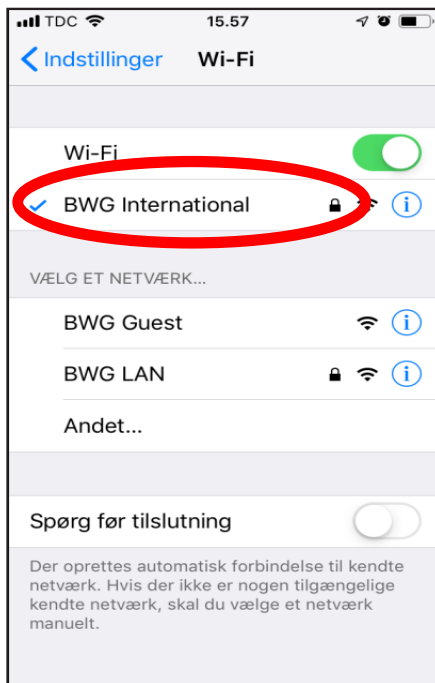 TDC 15.57
Indstillinger Wi-Fi
Wi-Fi
BWG International
VÆLG ET NETVÆRK...
BWG Guest
BWG LAN
Andet...
Spørg før tilslutning
Der oprettes automatisk forbindelse til kendte
netværk. Hvis der ikke er nogen tilgængelige
kendte netværk, skal du vælge et netværk
manuelt.